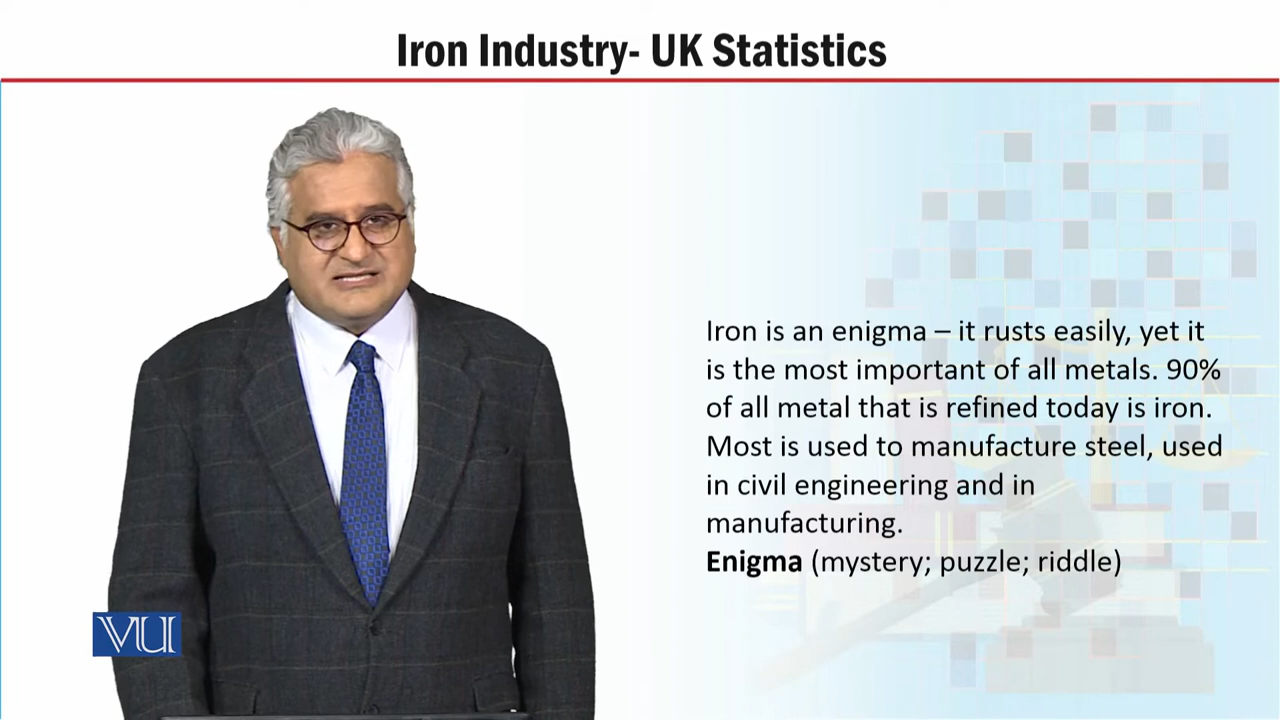 Iron Industry- UK Statistics
Iron is an enigma – it rusts easily, yet it
is the most important of all metals. 90%
of all metal that is refined today is iron.
Most is used to manufacture steel, used
in civil engineering and in
manufacturing.
Enigma (mystery; puzzle; riddle)
VU